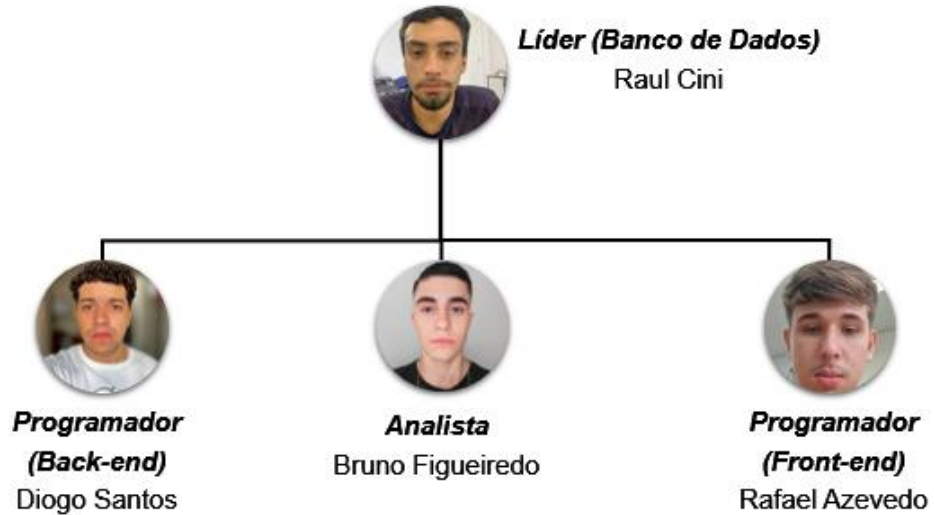 Líder (Banco de Dados)
Raul Cini
Programador
(Back-end)
Diogo Santos
Analista
Bruno Figueiredo
Programador
(Front-end)
Rafael Azevedo